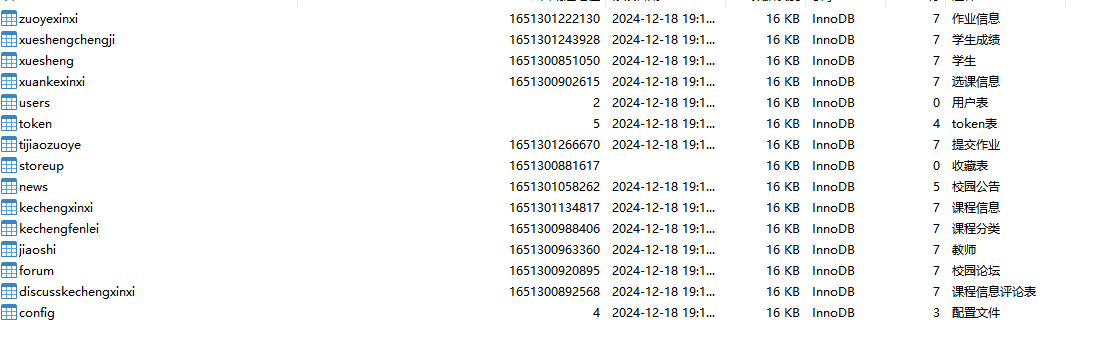 zuoyexinxi 1651301222130 2024-12-18 19:1... 16 KB InnoDB 7 作业信息
xueshengchengji 1651301243928 2024-12-18 19:1... 16 KB InnoDB 7 学生成绩
xuesheng 1651300851050 2024-12-18 19:1... 16 KB InnoDB 7 学生
xuankexinxi 1651300902615 2024-12-18 19:1... 16 KB InnoDB 7 选课信息
users 2 2024-12-18 19:1... 16 KB InnoDB 0 用户表
token 5 2024-12-18 19:1... 16 KB InnoDB 4 token表
tijiaozuoye 1651301266670 2024-12-18 19:1... 16 KB InnoDB 7 提交作业
storeup 1651300881617 16 KB InnoDB 0 收藏表
news 1651301058262 2024-12-18 19:1... 16 KB InnoDB 5 校园公告
kechengxinxi 1651301134817 2024-12-18 19:1... 16 KB InnoDB 7 课程信息
kechengfenlei 1651300988406 2024-12-18 19:1... 16 KB InnoDB 7 课程分类
jiaoshi 1651300963360 2024-12-18 19:1... 16 KB InnoDB 7 教师
forum 1651300920895 2024-12-18 19:1... 16 KB InnoDB 7 校园论坛
discusskechengxinxi 1651300892568 2024-12-18 19:1... 16 KB InnoDB 7 课程信息评论表
config 4 2024-12-18 19:1... 16 KB InnoDB 3 配置文件